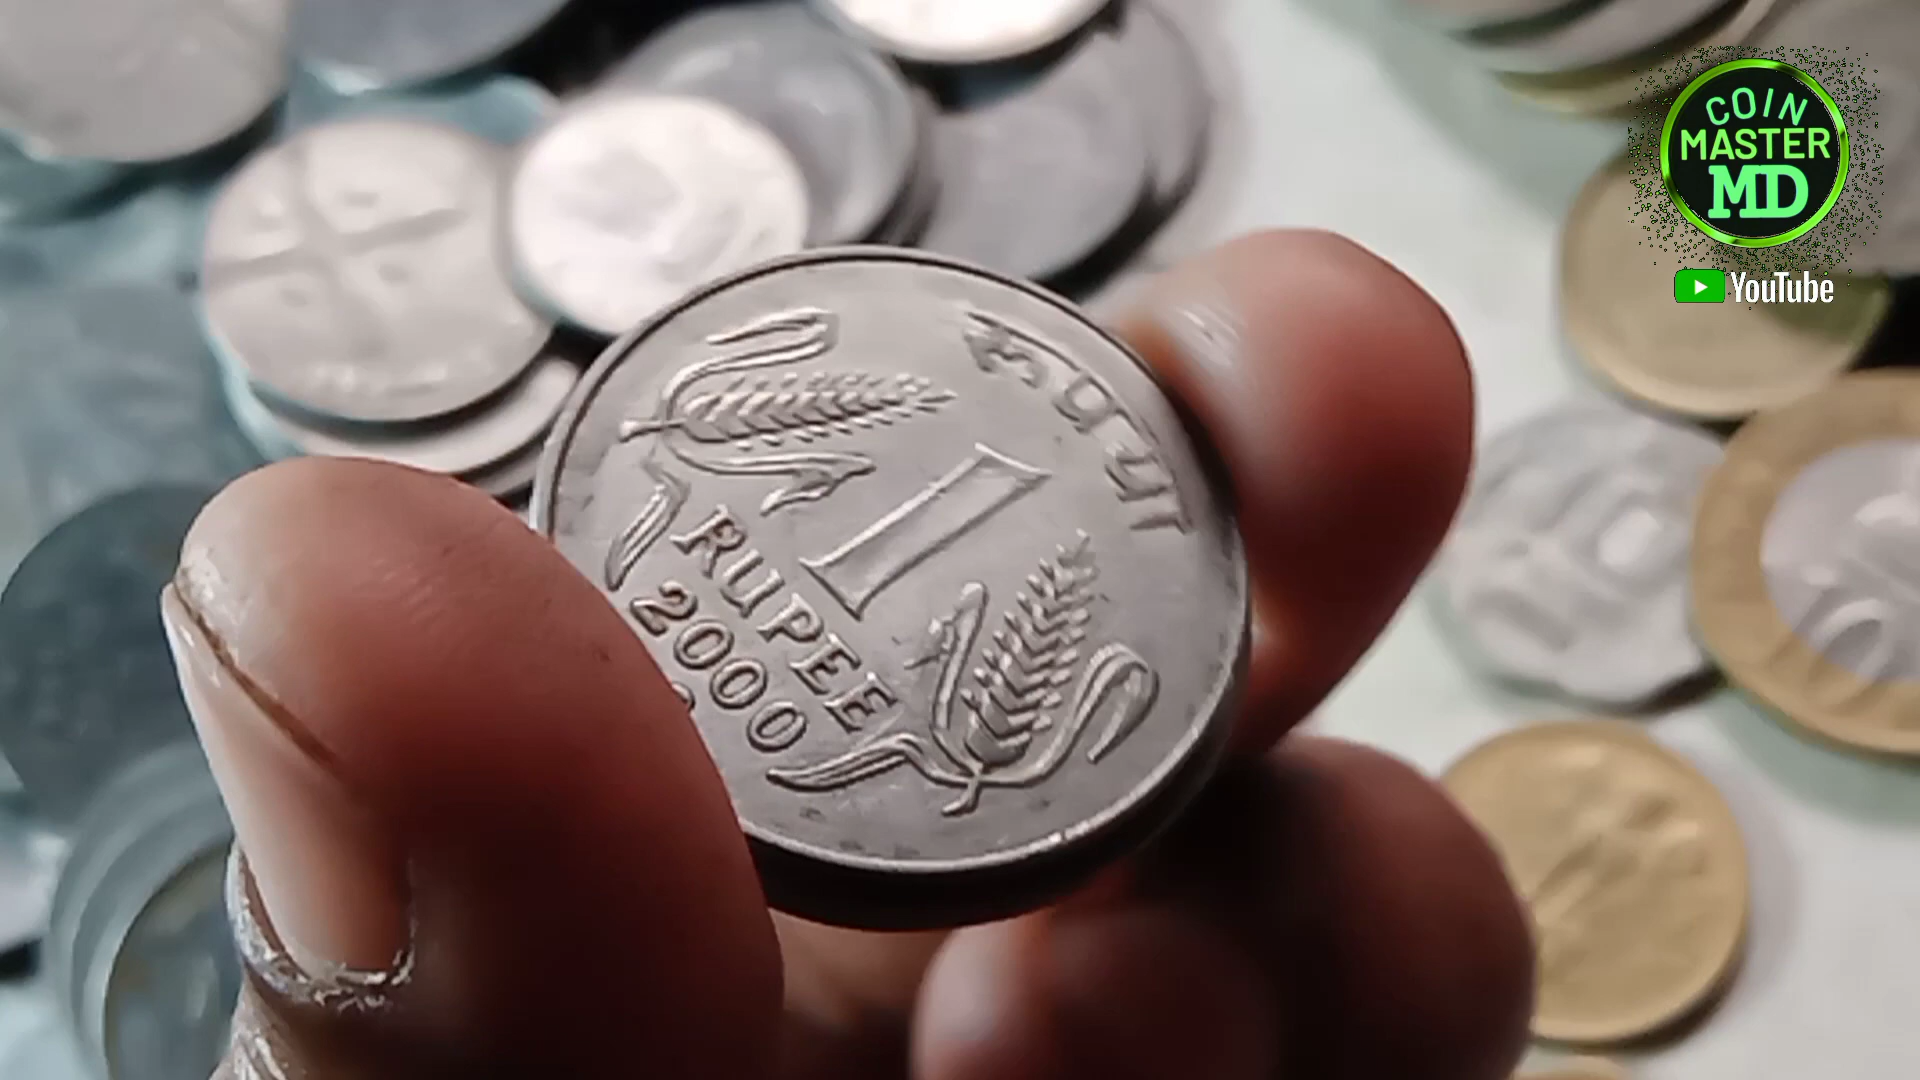 COIN
MASTER
MD
YouTube
रूपया
1
RUPEE
2000